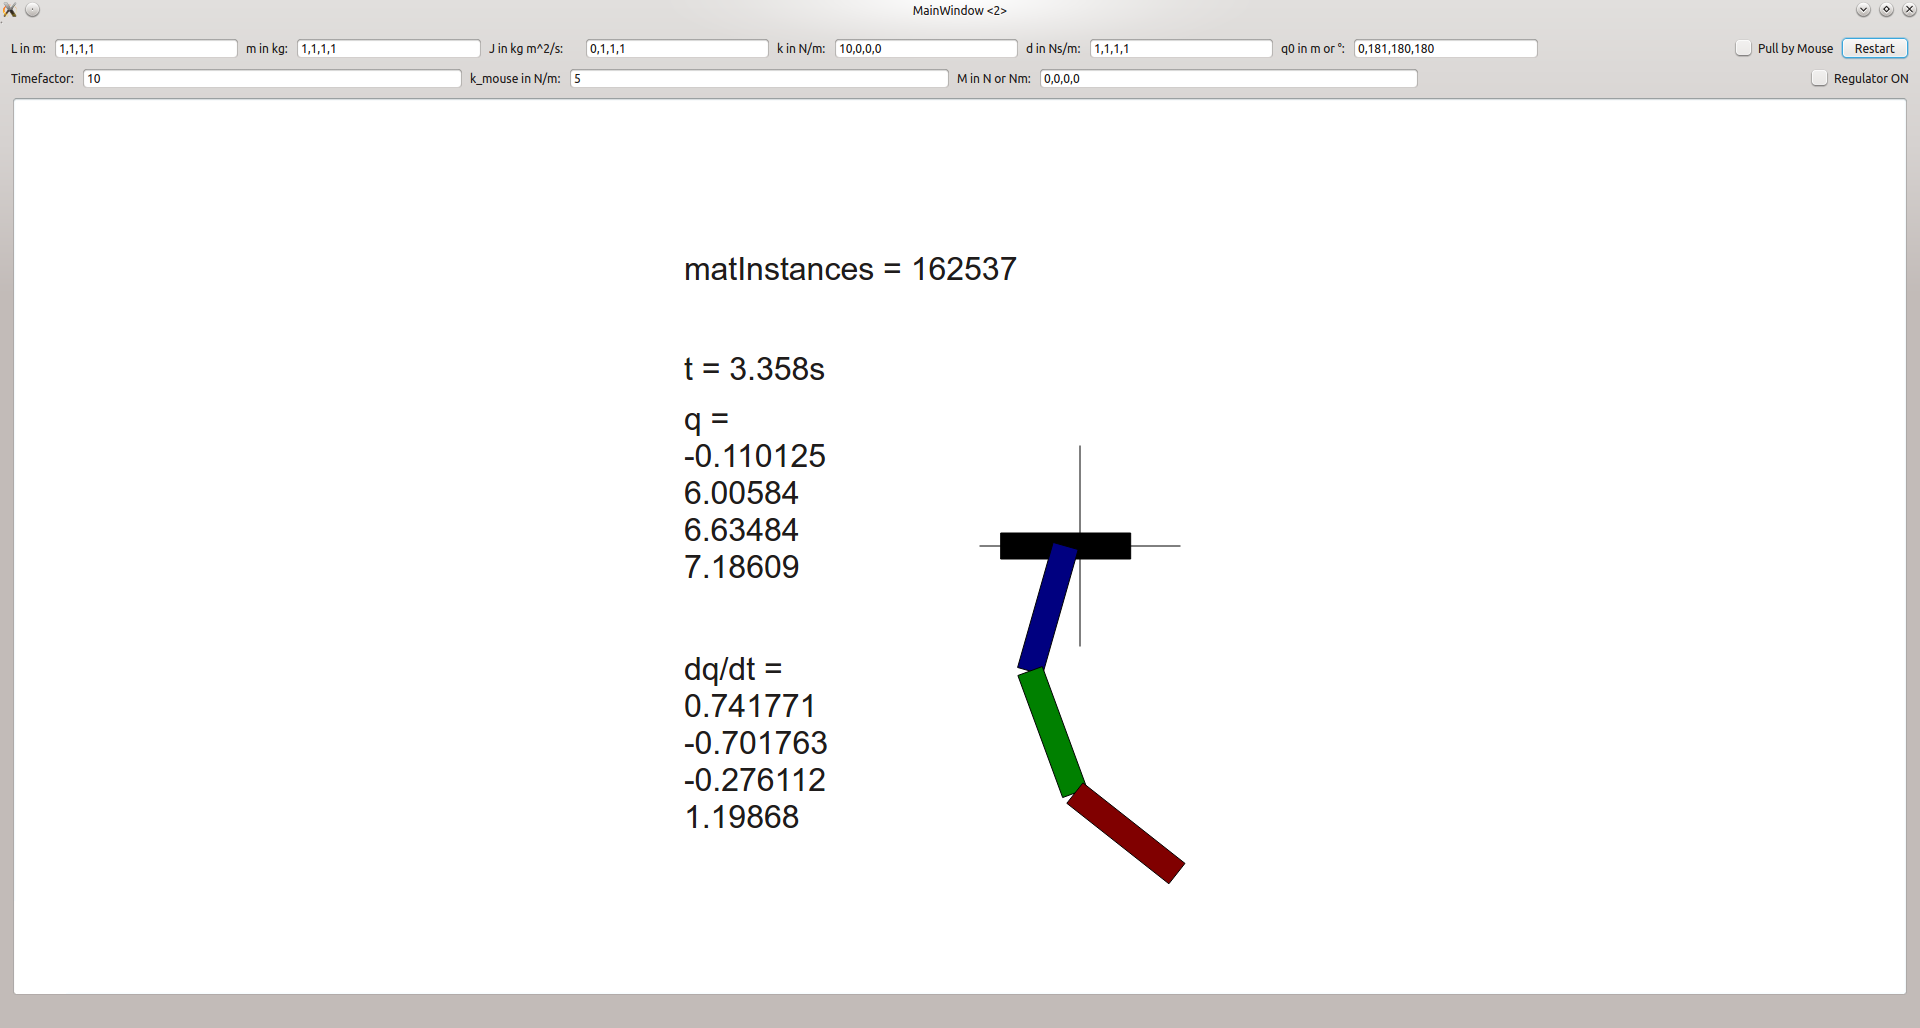 MainWindow <2>
L in m: 1,1,1,1 m in kg: 1,1,1,1 J in kg m^2/s: 0,1,1,1 k in N/m: 10,0,0,0 d in Ns/m: 1,1,1,1 q0 in m or °: 0,181,180,180 Pull by Mouse Restart
Timefactor: 10 k_mouse in N/m: 5 M in N or Nm: 0,0,0,0 Regulator ON
matInstances = 162537
t = 3.358s
q =
-0.110125
6.00584
6.63484
7.18609
dq/dt =
0.741771
-0.701763
-0.276112
1.19868